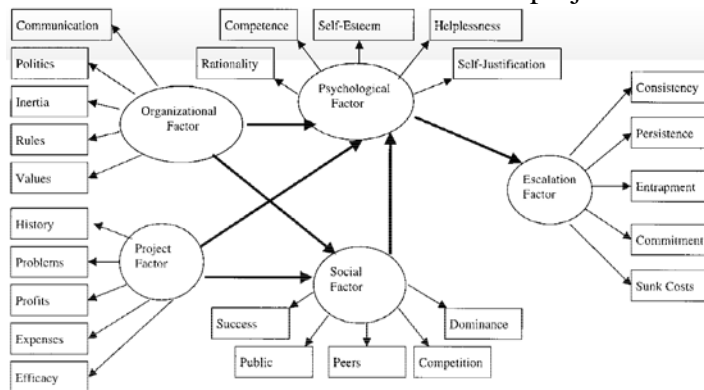 Communication
Politics
Inertia
Rules
Values
Organizational
Factor
Competence
Self-Esteem
Helplessness
Rationality
Self-Justification
Psychological
Factor
Consistency
Persistence
Entrapment
Commitment
Sunk Costs
Escalation
Factor
History
Problems
Profits
Expenses
Efficacy
Project
Factor
Social
Factor
Success
Public
Peers
Competition
Dominance